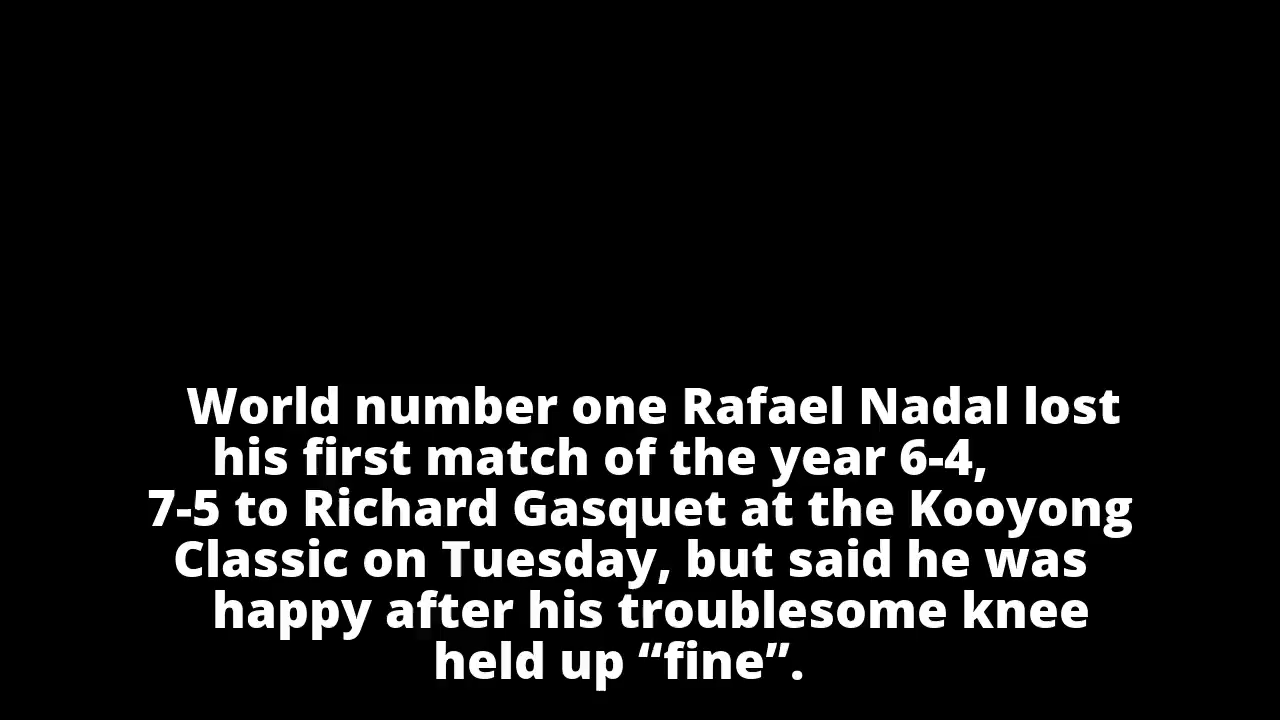 World number one Rafael Nadal lost
his first match of the year 6-4,
7-5 to Richard Gasquet at the Kooyong
Classic on Tuesday, but said he was
happy after his troublesome knee
held up “fine”.